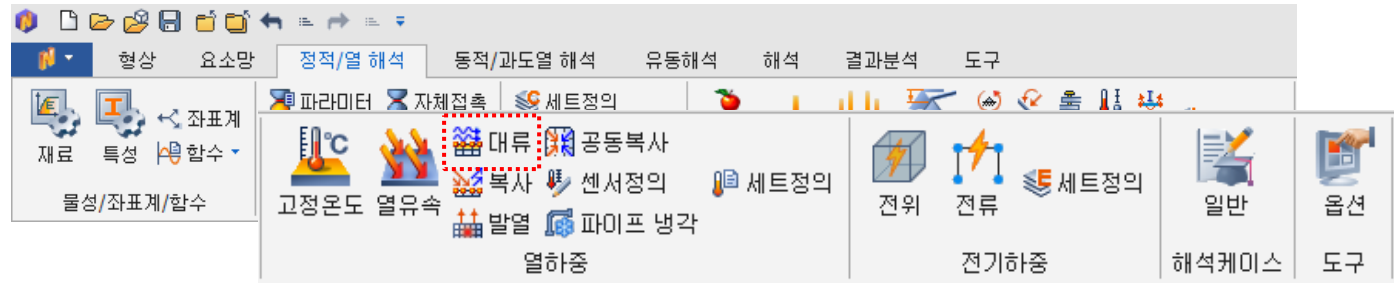 형상 요소망 정적/열 해석 동적/과도열 해석 유동해석 해석 결과분석 도구
파라미터 자체접촉 세트정의
재료 특성 좌표계 함수
물성/좌표계/함수
고정온도 열유속 대류 공동복사
복사 센서정의 세트정의
발열 파이프 냉각
열하중
전위 전류 세트정의
전기하중
일반
해석케이스
옵션
도구